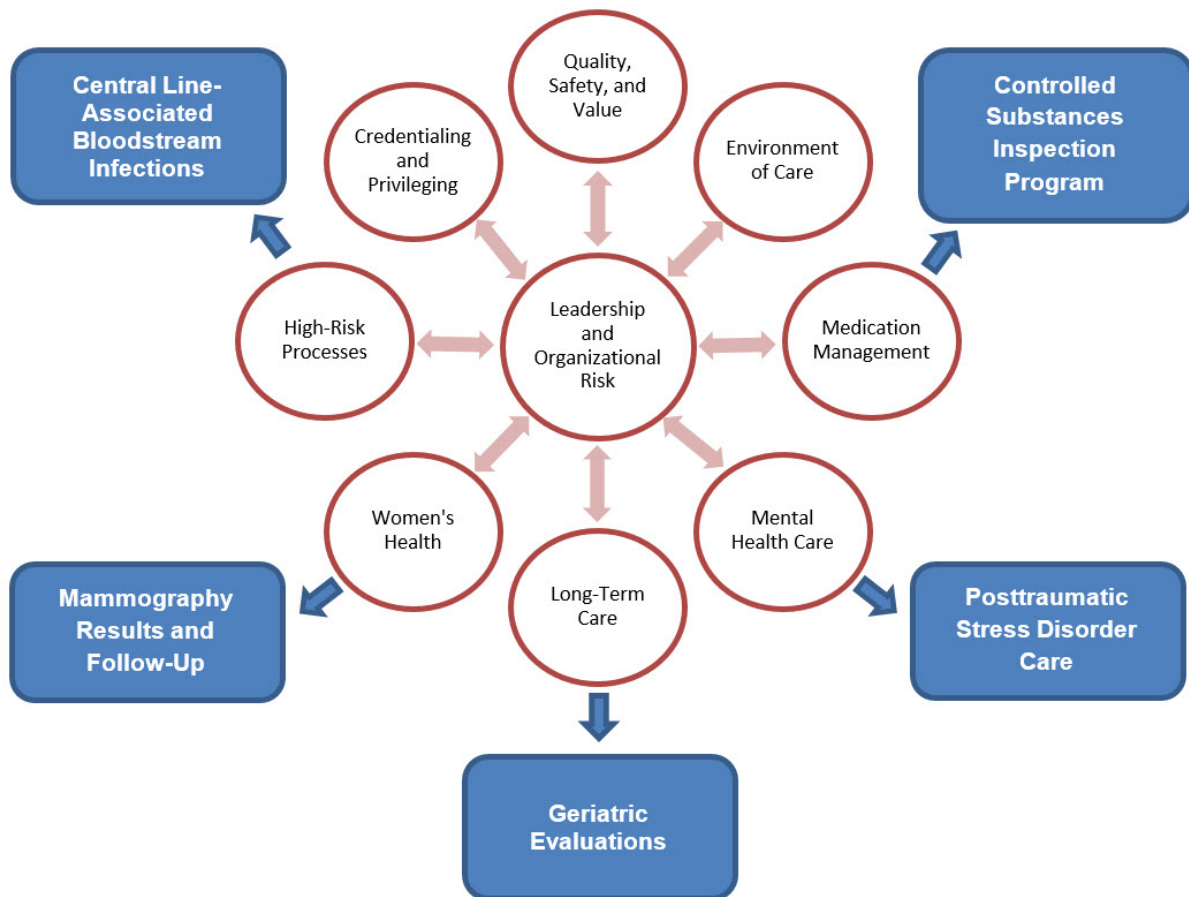 Quality,
Safety, and
Value
Central Line-
Associated
Bloodstream
Infections
Credentialing
and
Privileging
Environment
of Care
Controlled
Substances
Inspection
Program
High-Risk
Processes
Leadership
and
Organizational
Risk
Medication
Management
Women's
Health
Long-Term
Care
Mental
Health Care
Mammography
Results and
Follow-Up
Posttraumatic
Stress Disorder
Care
Geriatric
Evaluations